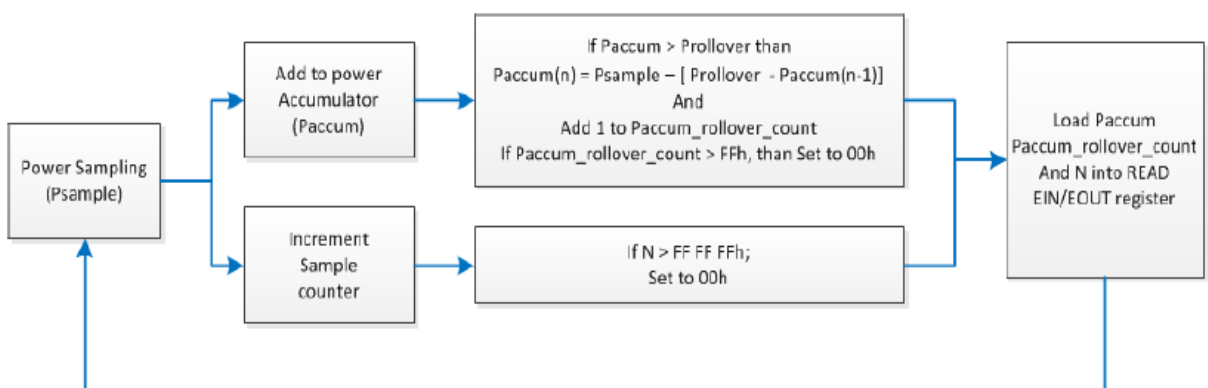 Power Sampling
(Psample)
Add to power
Accumulator
(Paccum)
Increment
Sample
counter
If Paccum > Prollover than
Paccum(n) = Psample – [ Prollover - Paccum(n-1)]
And
Add 1 to Paccum_rollover_count
If Paccum_rollover_count > FFh, than Set to 00h
If N > FF FF FFh;
Set to 00h
Load Paccum
Paccum_rollover_count
And N into READ
EIN/EOUT register